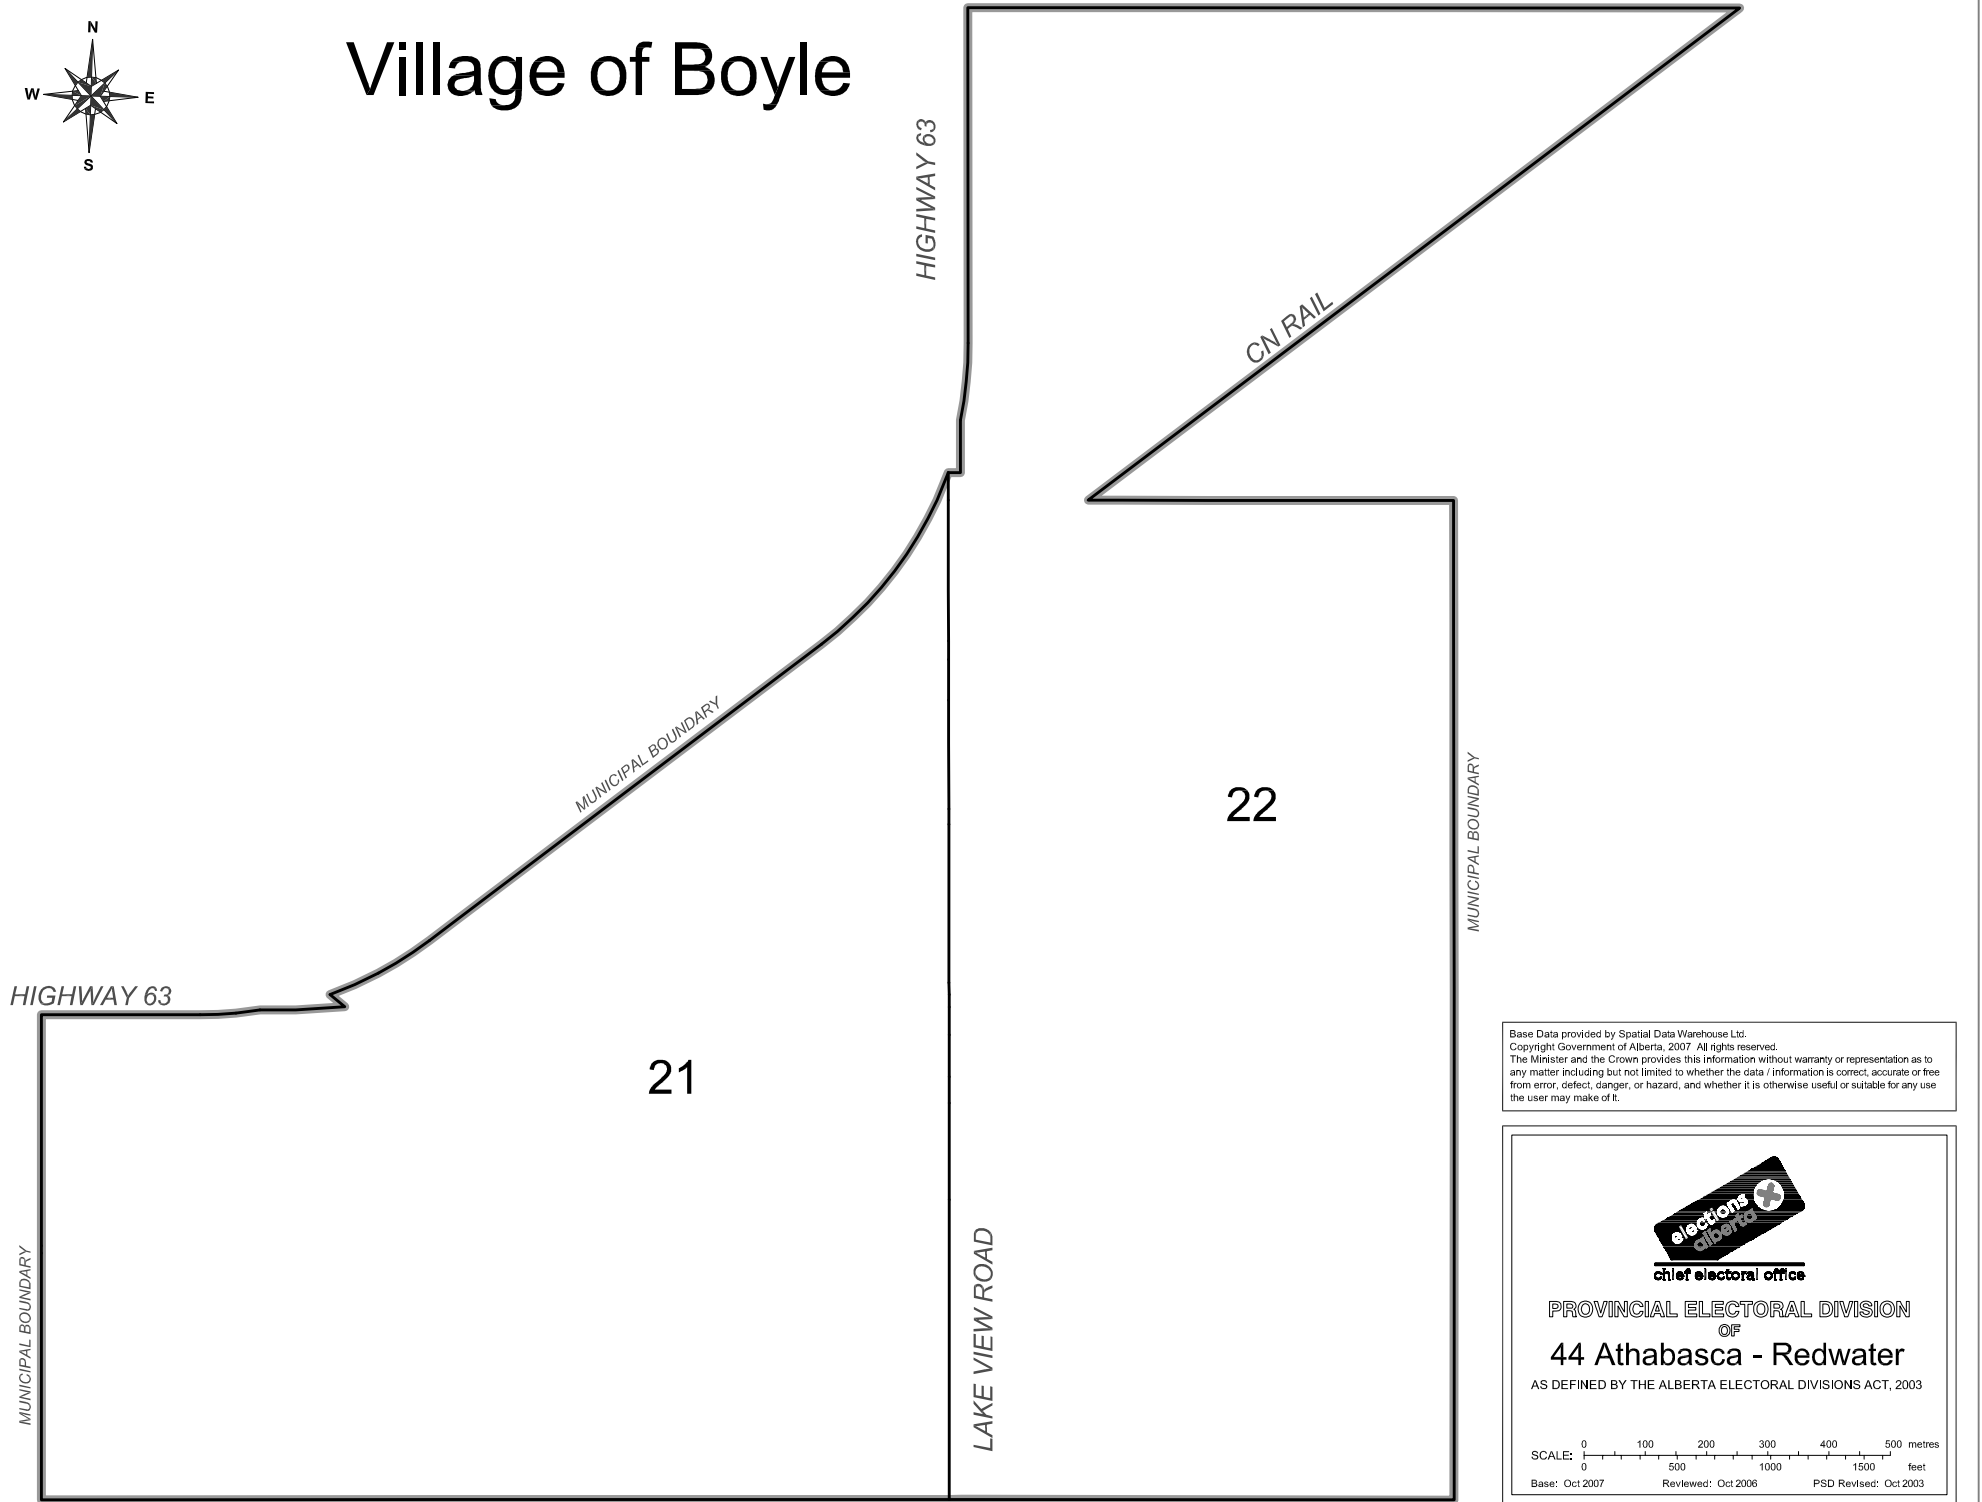 N
W
E
S
Village of Boyle
HIGHWAY 63
CN RAIL
MUNICIPAL BOUNDARY
22
MUNICIPAL BOUNDARY
HIGHWAY 63
21
MUNICIPAL BOUNDARY
LAKE VIEW ROAD
Base Data provided by Spatial Data Warehouse Ltd.
Copyright Government of Alberta, 2007 All rights reserved.
The Minister and the Crown provides this information without warranty or representation as to
any matter including but not limited to whether the data / information is correct, accurate or free
from error, defect, danger, or hazard, and whether it is otherwise useful or suitable for any use
the user may make of it.
elections
alberta
chief electoral office
PROVINCIAL ELECTORAL DIVISION
OF
44 Athabasca - Redwater
AS DEFINED BY THE ALBERTA ELECTORAL DIVISIONS ACT, 2003
0 100 200 300 400 500 metres
SCALE:
0 500 1000 1500 feet
Base: Oct 2007 Reviewed: Oct 2006 PSD Revised: Oct 2003